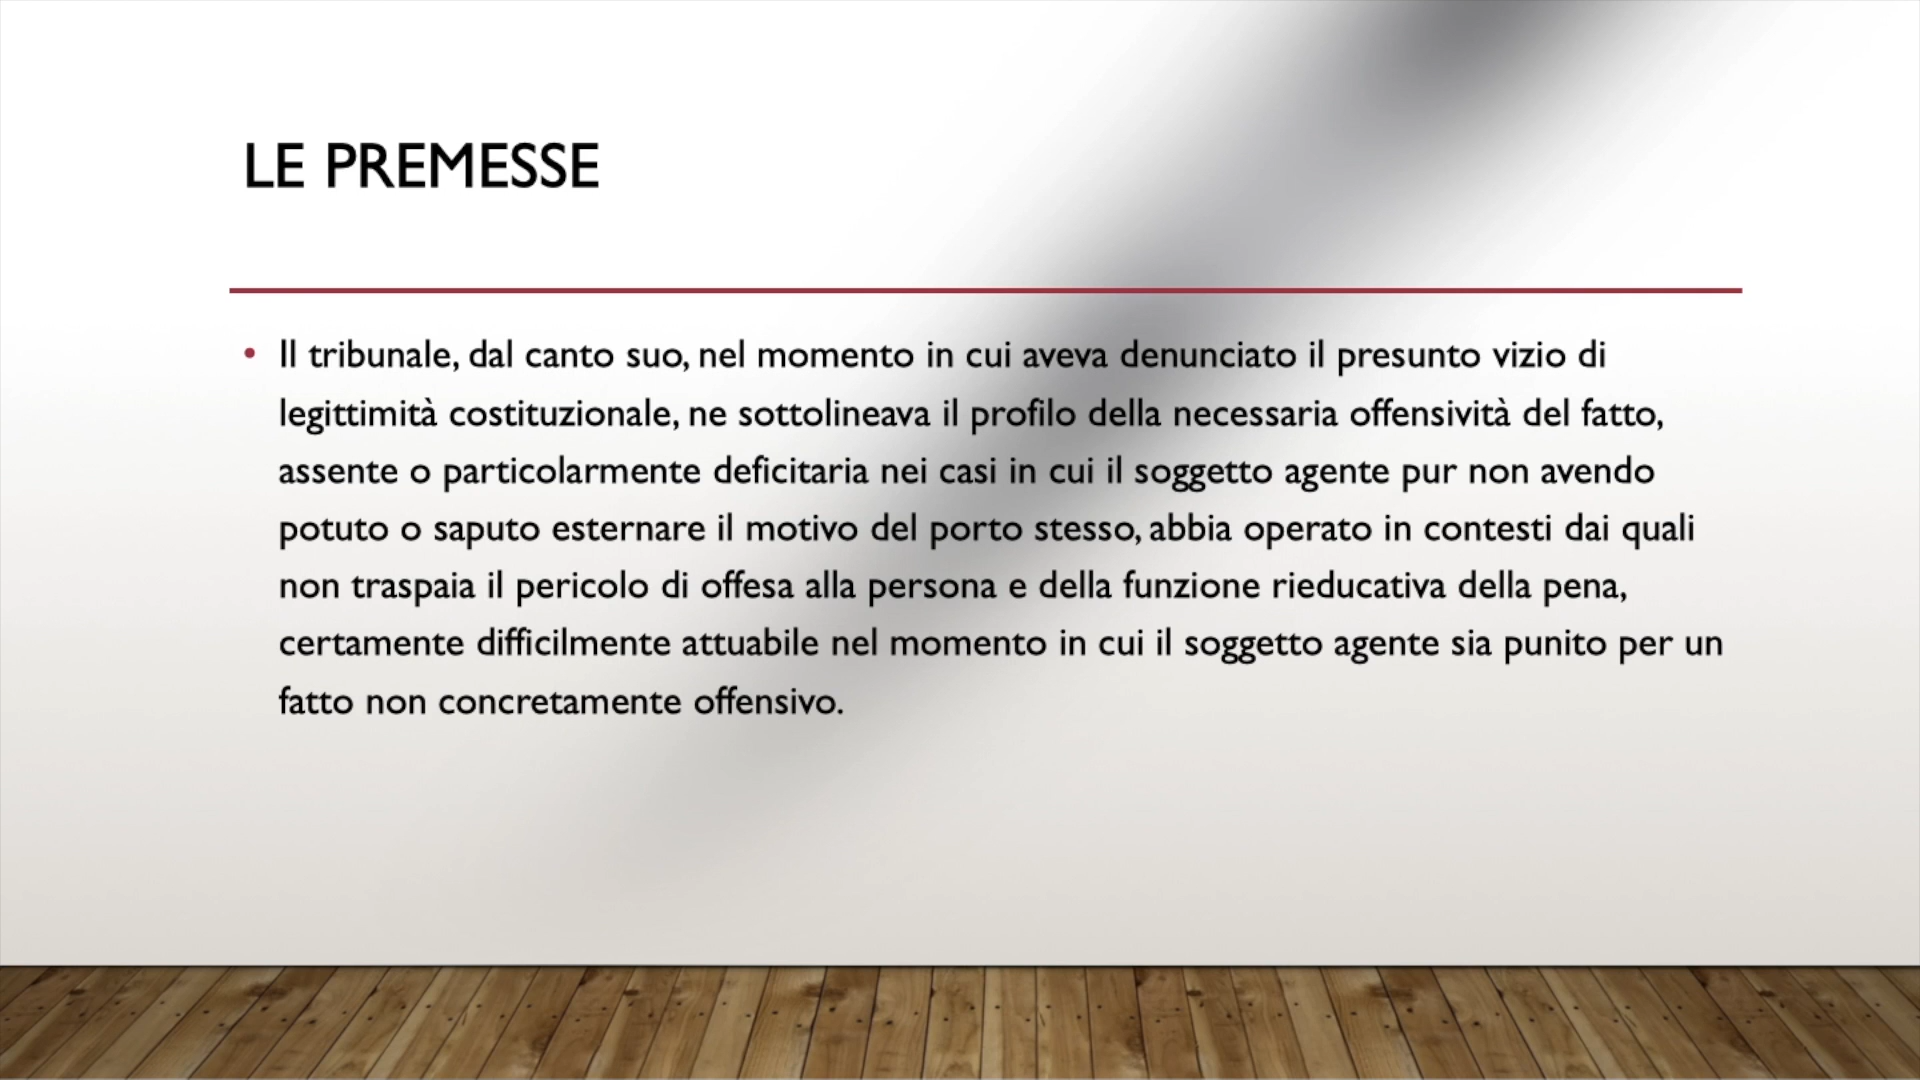 LE PREMESSE
• Il tribunale, dal canto suo, nel momento in cui aveva denunciato il presunto vizio di
legittimità costituzionale, ne sottolineava il profilo della necessaria offensività del fatto,
assente o particolarmente deficitaria nei casi in cui il soggetto agente pur non avendo
potuto o saputo esternare il motivo del porto stesso, abbia operato in contesti dai quali
non traspaia il pericolo di offesa alla persona e della funzione rieducativa della pena,
certamente difficilmente attuabile nel momento in cui il soggetto agente sia punito per un
fatto non concretamente offensivo.